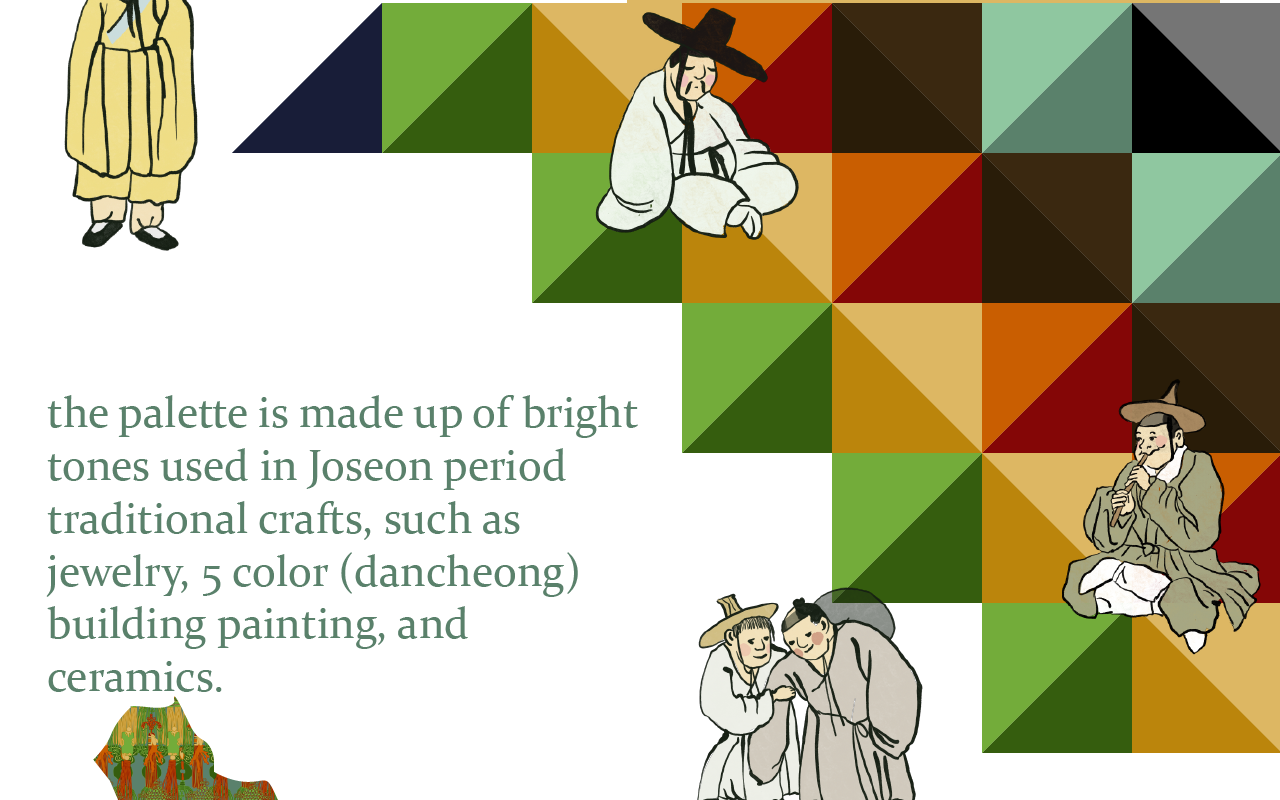 the palette is made up of bright
tones used in Joseon period
traditional crafts, such as
jewelry, 5 color (dancheong)
building painting, and
ceramics.